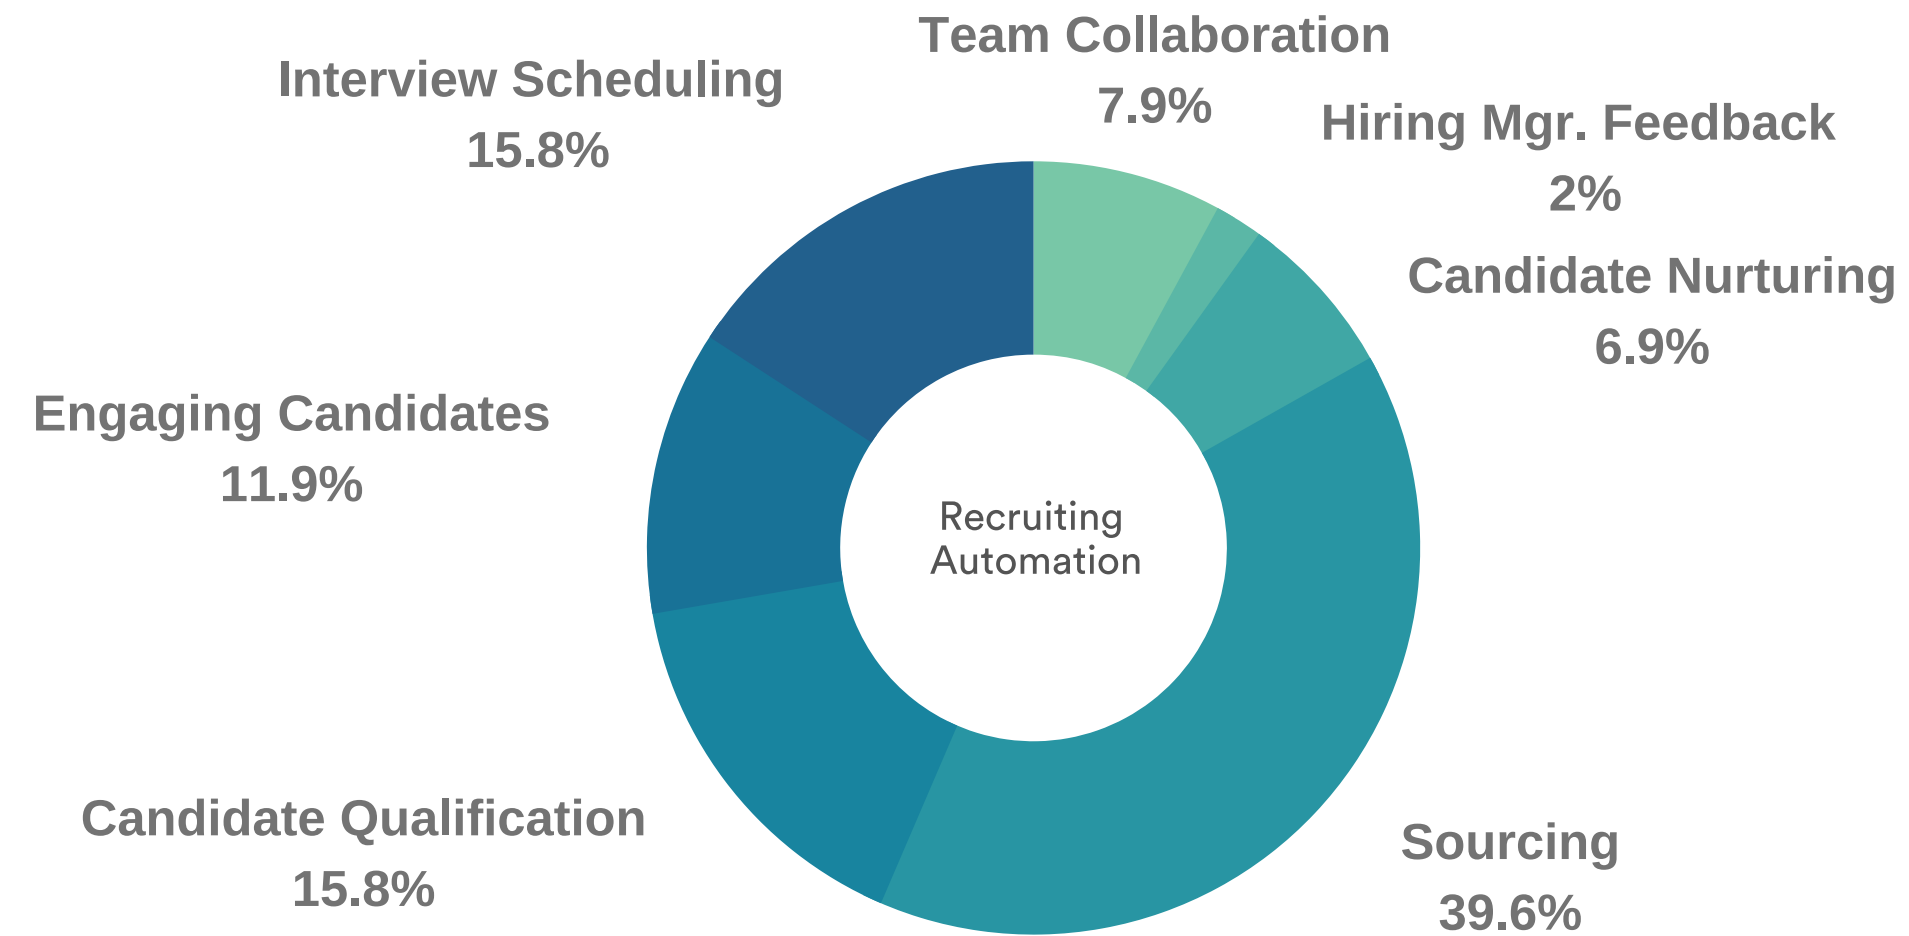 Team Collaboration
7.9%
Interview Scheduling
15.8%
Hiring Mgr. Feedback
2%
Candidate Nurturing
6.9%
Engaging Candidates
11.9%
Recruiting
Automation
Candidate Qualification
15.8%
Sourcing
39.6%